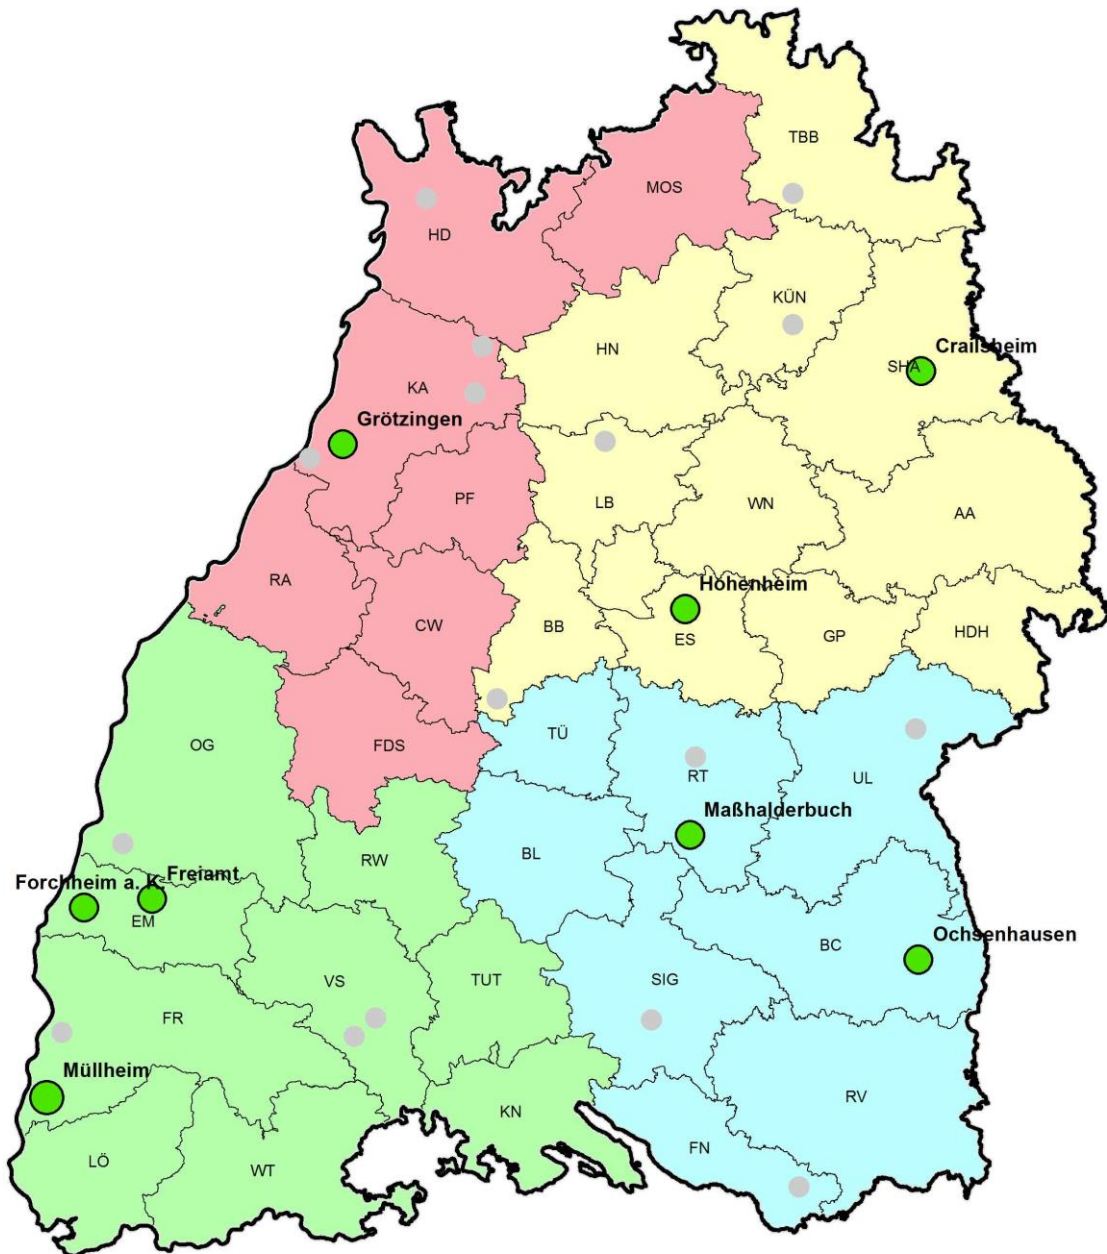 TBB
MOS
HD
KÜN
HN
Crailsheim
SHA
KA
Grötzingen
PF
LB
WN
AA
RA
Hohenheim
CW
BB
ES
GP
HDH
OG
TÜ
FDS
RT
UL
Maßhalderbuch
RW
BL
Forchheim a. K.
Freiamt
EM
BC
Ochsenhausen
VS
TUT
SIG
FR
Müllheim
RV
KN
FN
LÖ
WT